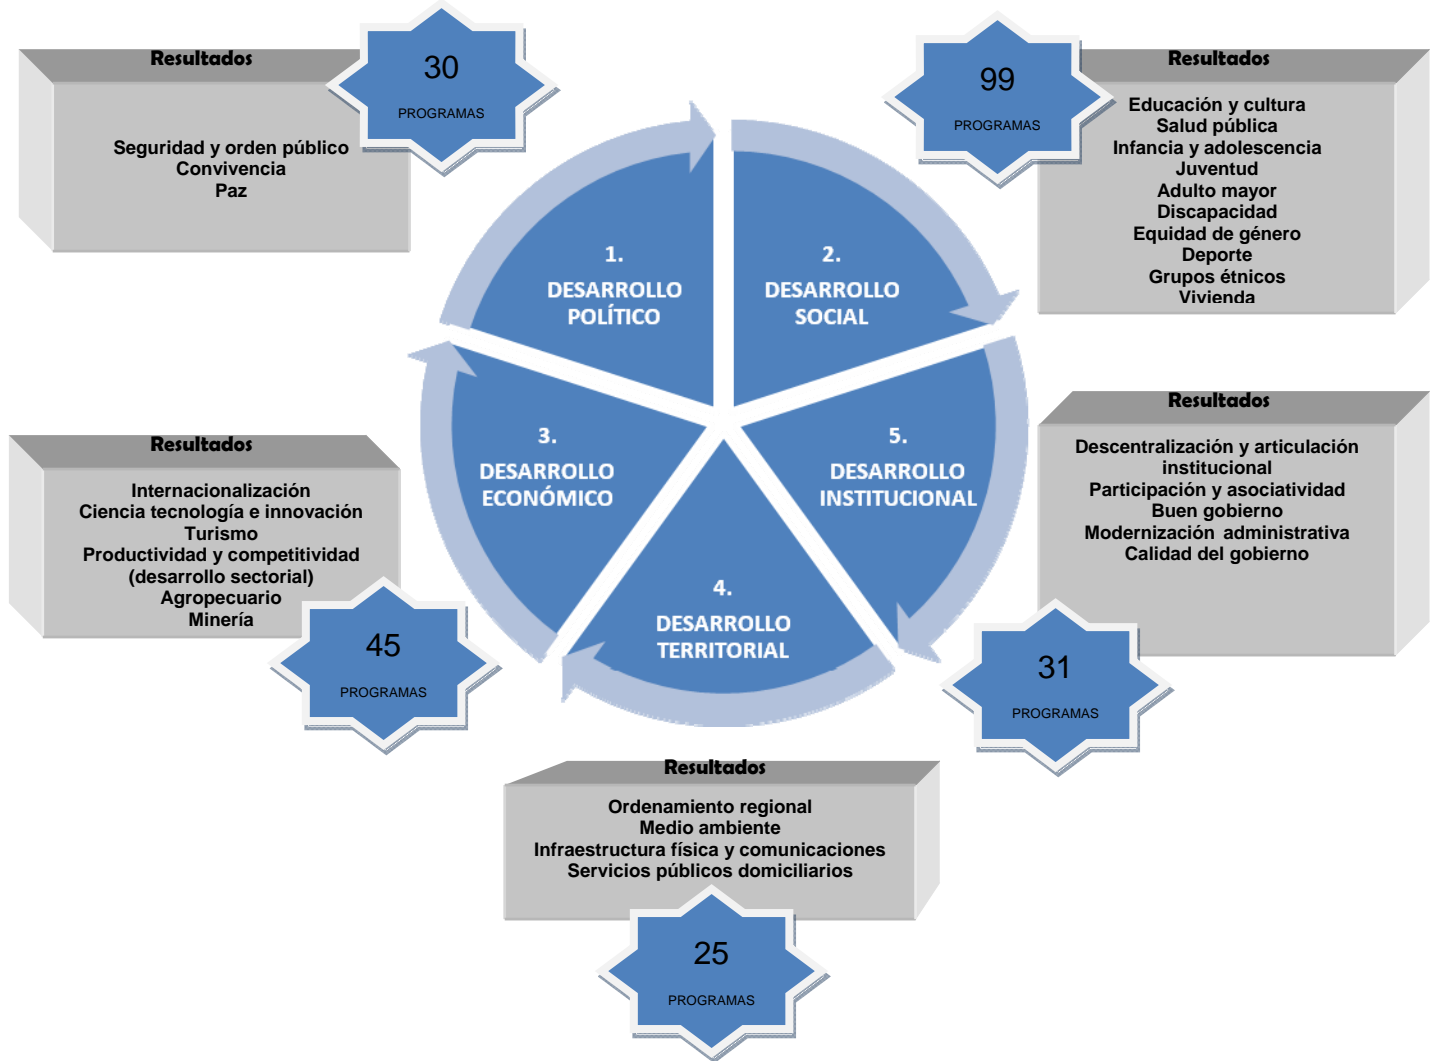 Resultados
30
PROGRAMAS
Seguridad y orden público
Convivencia
Paz
99
PROGRAMAS
Resultados
Educación y cultura
Salud pública
Infancia y adolescencia
Juventud
Adulto mayor
Discapacidad
Equidad de género
Deporte
Grupos étnicos
Vivienda
1.
DESARROLLO
POLÍTICO
2.
DESARROLLO
SOCIAL
3.
DESARROLLO
ECONÓMICO
5.
DESARROLLO
INSTITUCIONAL
4.
DESARROLLO
TERRITORIAL
Resultados
Internacionalización
Ciencia tecnología e innovación
Turismo
Productividad y competitividad
(desarrollo sectorial)
Agropecuario
Minería
45
PROGRAMAS
Resultados
Descentralización y articulación
institucional
Participación y asociatividad
Buen gobierno
Modernización administrativa
Calidad del gobierno
31
PROGRAMAS
Resultados
Ordenamiento regional
Medio ambiente
Infraestructura física y comunicaciones
Servicios públicos domiciliarios
25
PROGRAMAS